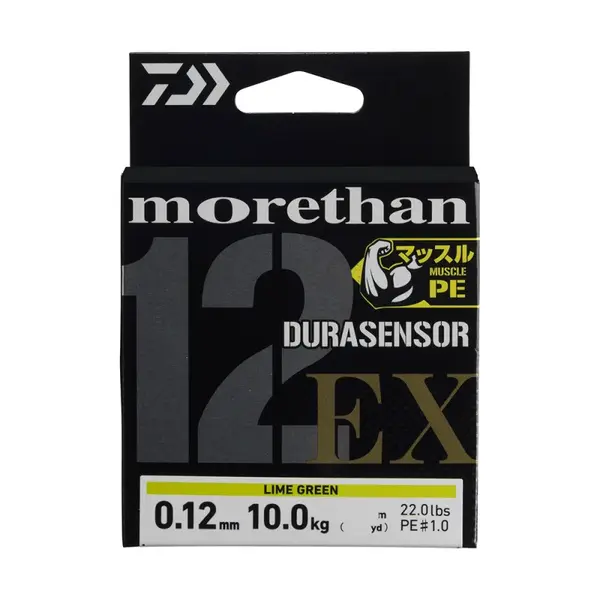 morethan
マッスル
MUSCLE
PE
12
DURASENSOR
EX
LIME GREEN
0.12mm 10.0kg ( m yd) 22.0lbs PE#1.0